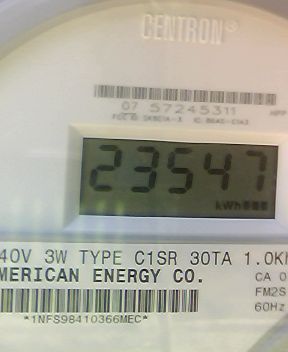 CENTRON®
07 57245311
23547
kWh
40V 3W TYPE C1SR 30TA 1.0K
MERICAN ENERGY CO.
CA 0
FM2S
60Hz
*1NFS98410366MEC*